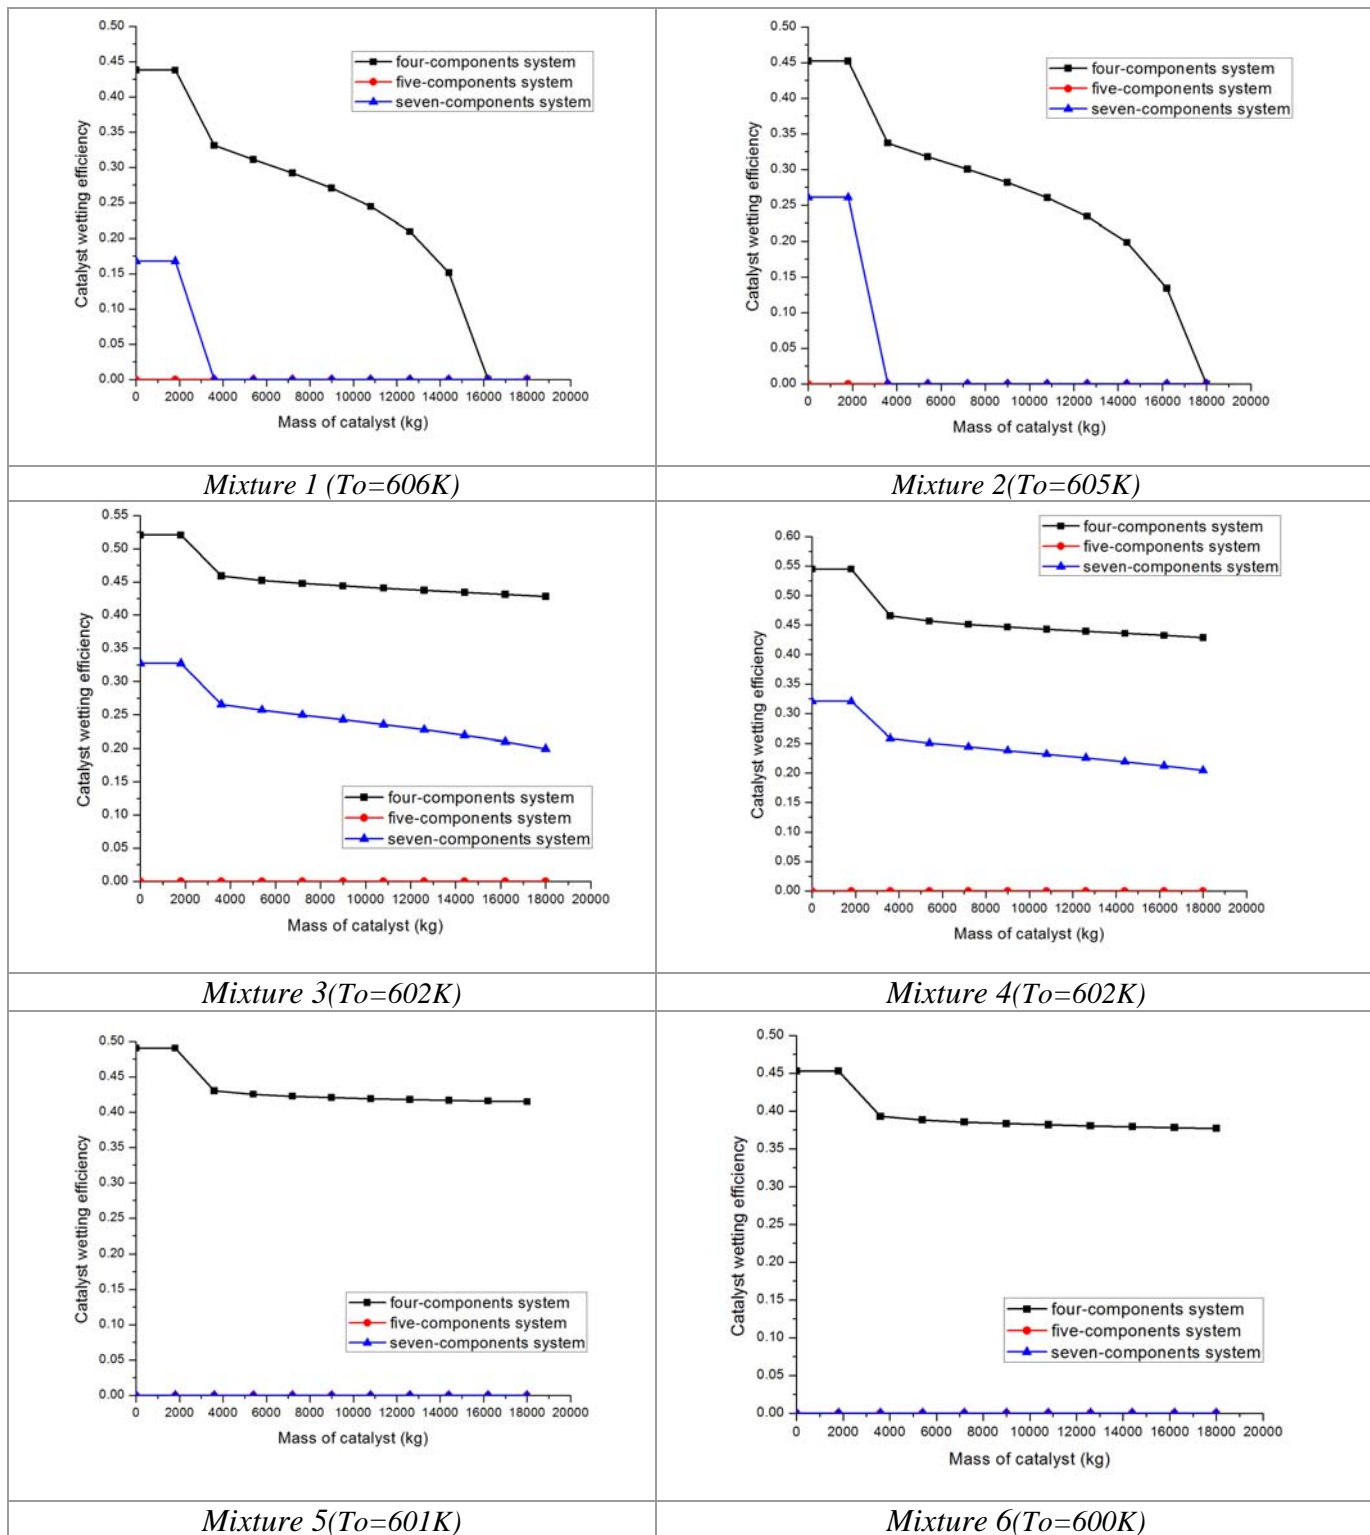 0.50
0.45
0.40
0.35
0.30
0.25
0.20
0.15
0.10
0.05
0.00
Catalyst wetting efficiency
four-components system
five-components system
seven-components system
0 2000 4000 6000 8000 10000 12000 14000 16000 18000 20000
Mass of catalyst (kg)
Mixture 1 (To=606K)
0.50
0.45
0.40
0.35
0.30
0.25
0.20
0.15
0.10
0.05
0.00
Catalyst wetting efficiency
four-components system
five-components system
seven-components system
0 2000 4000 6000 8000 10000 12000 14000 16000 18000 20000
Mass of catalyst (kg)
Mixture 2(To=605K)
0.55
0.50
0.45
0.40
0.35
0.30
0.25
0.20
0.15
0.10
0.05
0.00
Catalyst wetting efficiency
four-components system
five-components system
seven-components system
0 2000 4000 6000 8000 10000 12000 14000 16000 18000 20000
Mass of catalyst (kg)
Mixture 3(To=602K)
0.60
0.55
0.50
0.45
0.40
0.35
0.30
0.25
0.20
0.15
0.10
0.05
0.00
Catalyst wetting efficiency
four-components system
five-components system
seven-components system
0 2000 4000 6000 8000 10000 12000 14000 16000 18000 20000
Mass of catalyst (kg)
Mixture 4(To=602K)
0.50
0.45
0.40
0.35
0.30
0.25
0.20
0.15
0.10
0.05
0.00
Catalyst wetting efficiency
four-components system
five-components system
seven-components system
0 2000 4000 6000 8000 10000 12000 14000 16000 18000 20000
Mass of catalyst (kg)
Mixture 5(To=601K)
0.50
0.45
0.40
0.35
0.30
0.25
0.20
0.15
0.10
0.05
0.00
Catalyst wetting efficiency
four-components system
five-components system
seven-components system
0 2000 4000 6000 8000 10000 12000 14000 16000 18000 20000
Mass of catalyst (kg)
Mixture 6(To=600K)